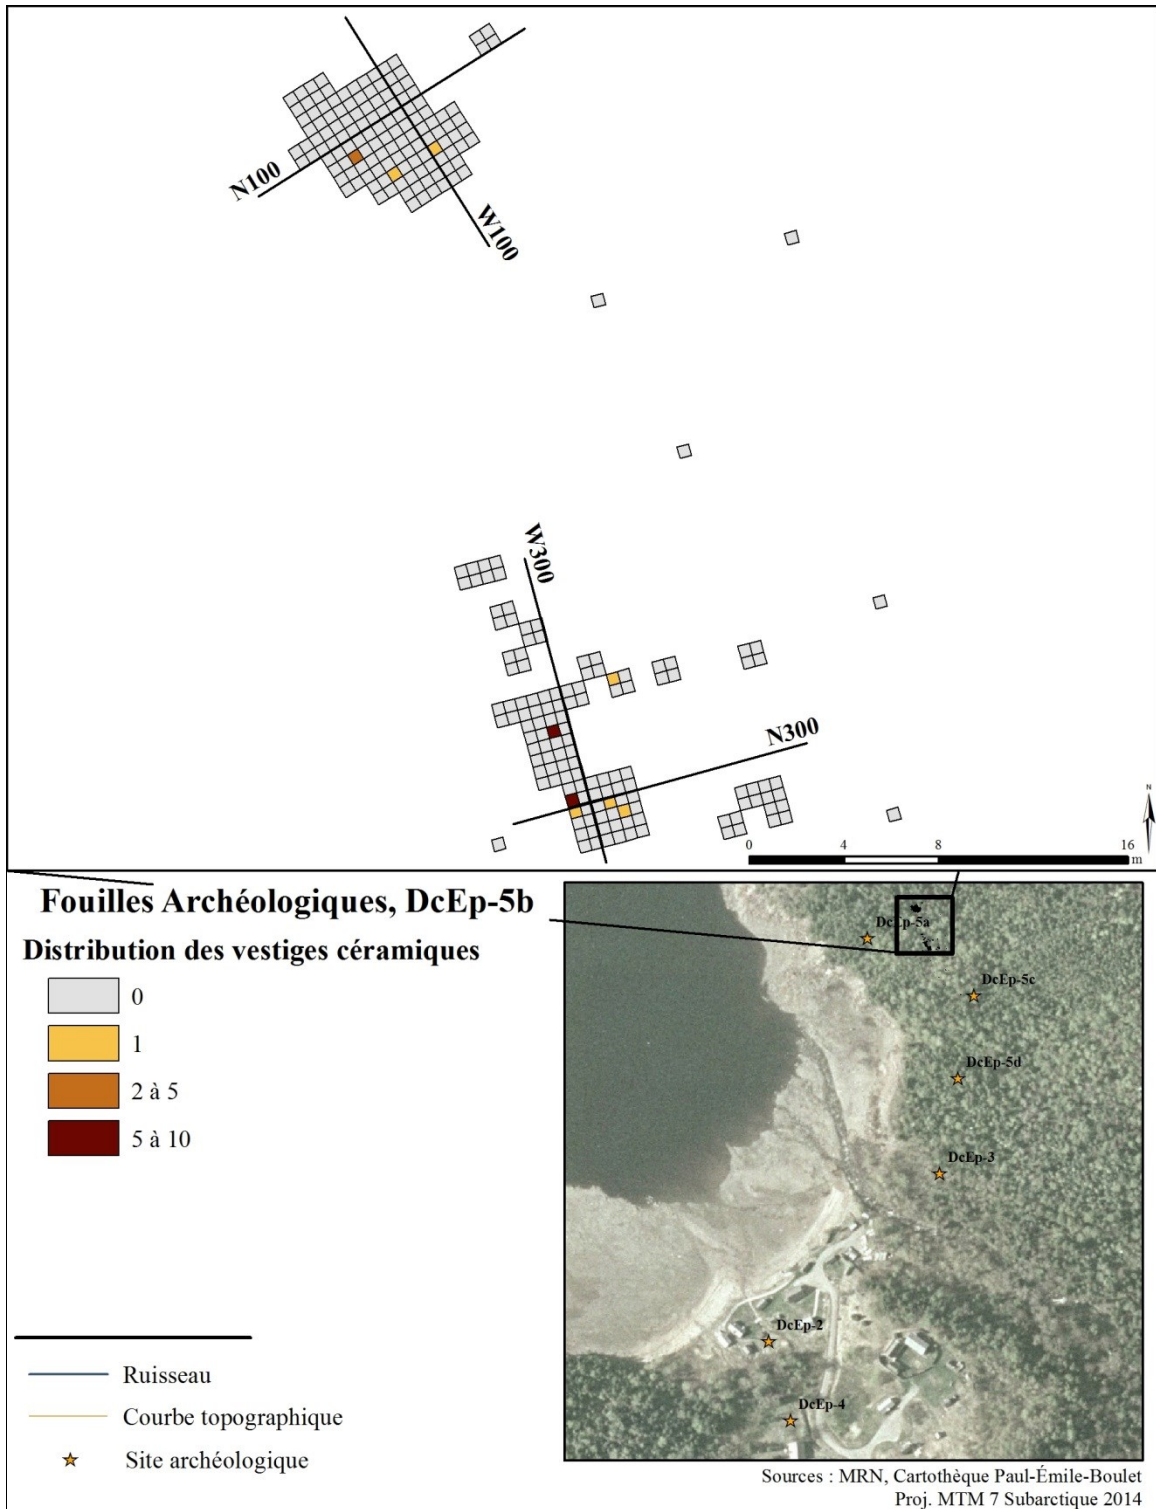 N100
W100
W300
N300
N
0 4 8 16
m
Fouilles Archéologiques, DcEp-5b
Distribution des vestiges céramiques
0
1
2 à 5
5 à 10
Ruisseau
Courbe topographique
Site archéologique
DcEp-5a
DcEp-5c
DcEp-5d
DcEp-3
DcEp-2
DcEp-4
Sources : MRN, Cartothèque Paul-Émile-Boulet
Proj. MTM 7 Subarctique 2014